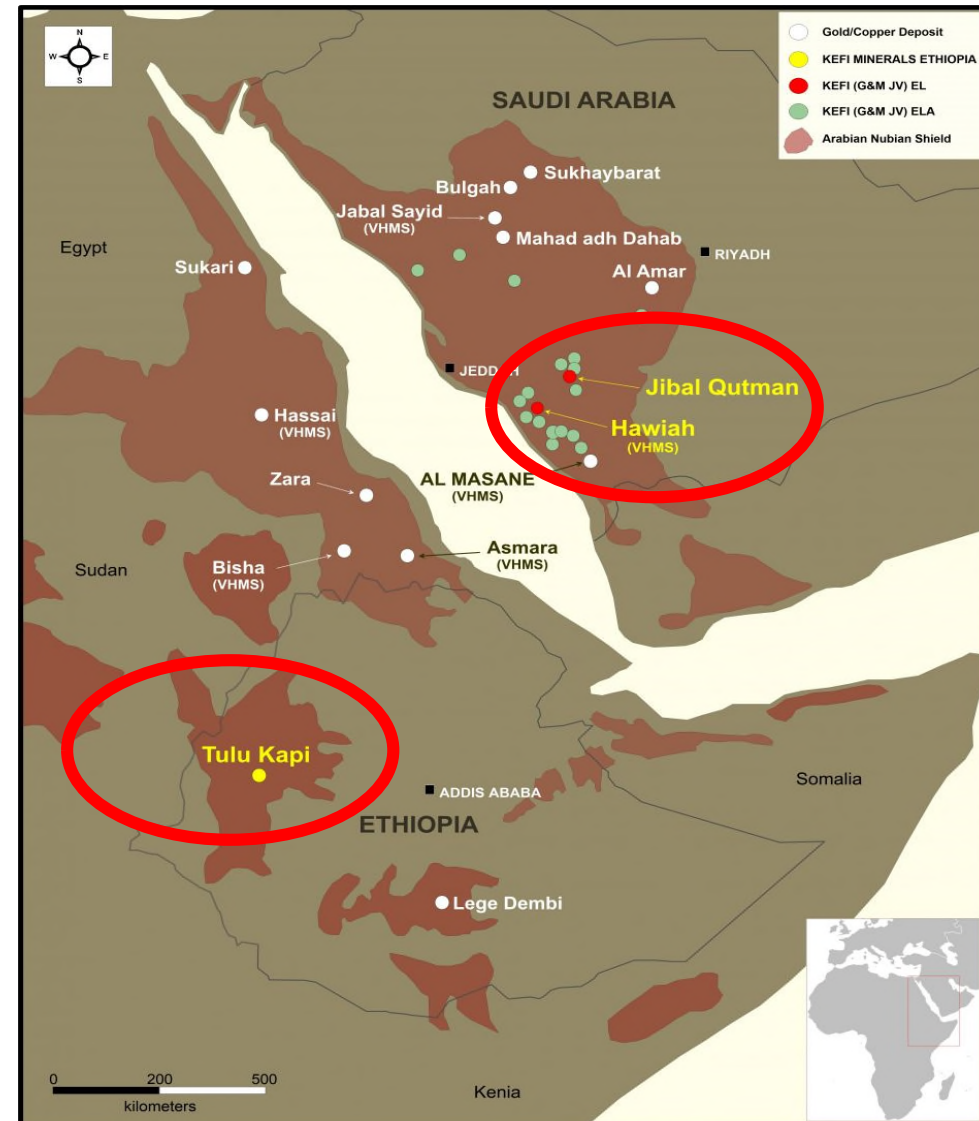 N
W E
S
Gold/Copper Deposit
KEFI MINERALS ETHIOPIA
KEFI (G&M JV) EL
KEFI (G&M JV) ELA
Arabian Nubian Shield
SAUDI ARABIA
Sukhaybarat
Bulgah
Jabal Sayid
(VHMS)
Mahad adh Dahab
Egypt
RIYADH
Sukari
Al Amar
JEDDAH
Jibal Qutman
Hassai
(VHMS)
Hawiah
(VHMS)
AL MASANE
(VHMS)
Zara
Asmara
(VHMS)
Bisha
(VHMS)
Sudan
Tulu Kapi
Somalia
ADDIS ABABA
ETHIOPIA
Lege Dembi
0 200 500
kilometers
Kenia